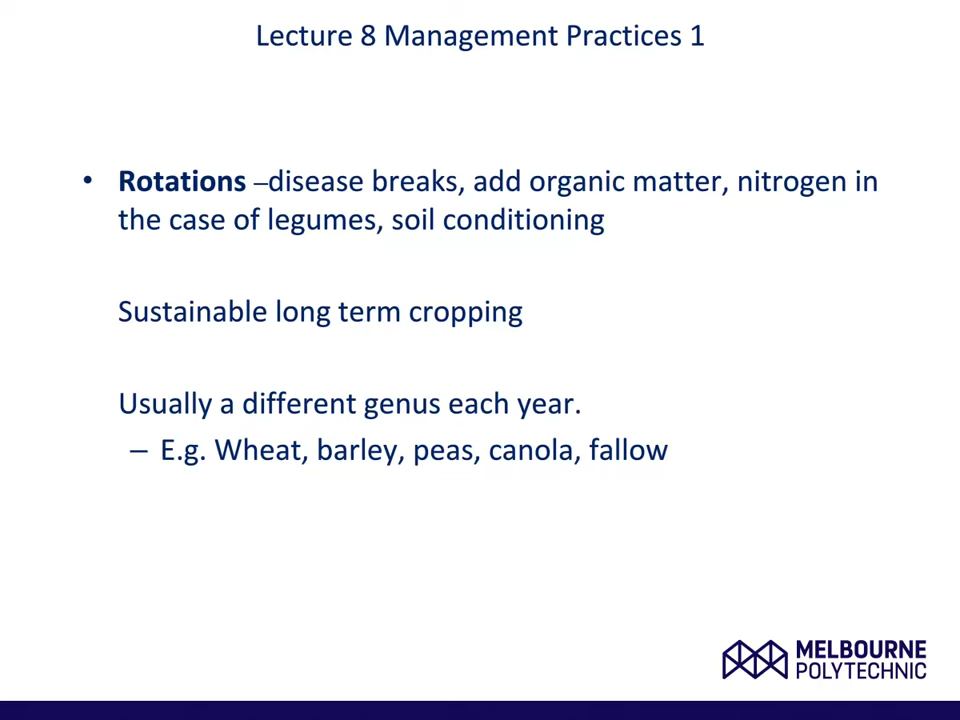 Lecture 8 Management Practices 1
• Rotations –disease breaks, add organic matter, nitrogen in
the case of legumes, soil conditioning
Sustainable long term cropping
Usually a different genus each year.
– E.g. Wheat, barley, peas, canola, fallow
MELBOURNE
POLYTECHNIC